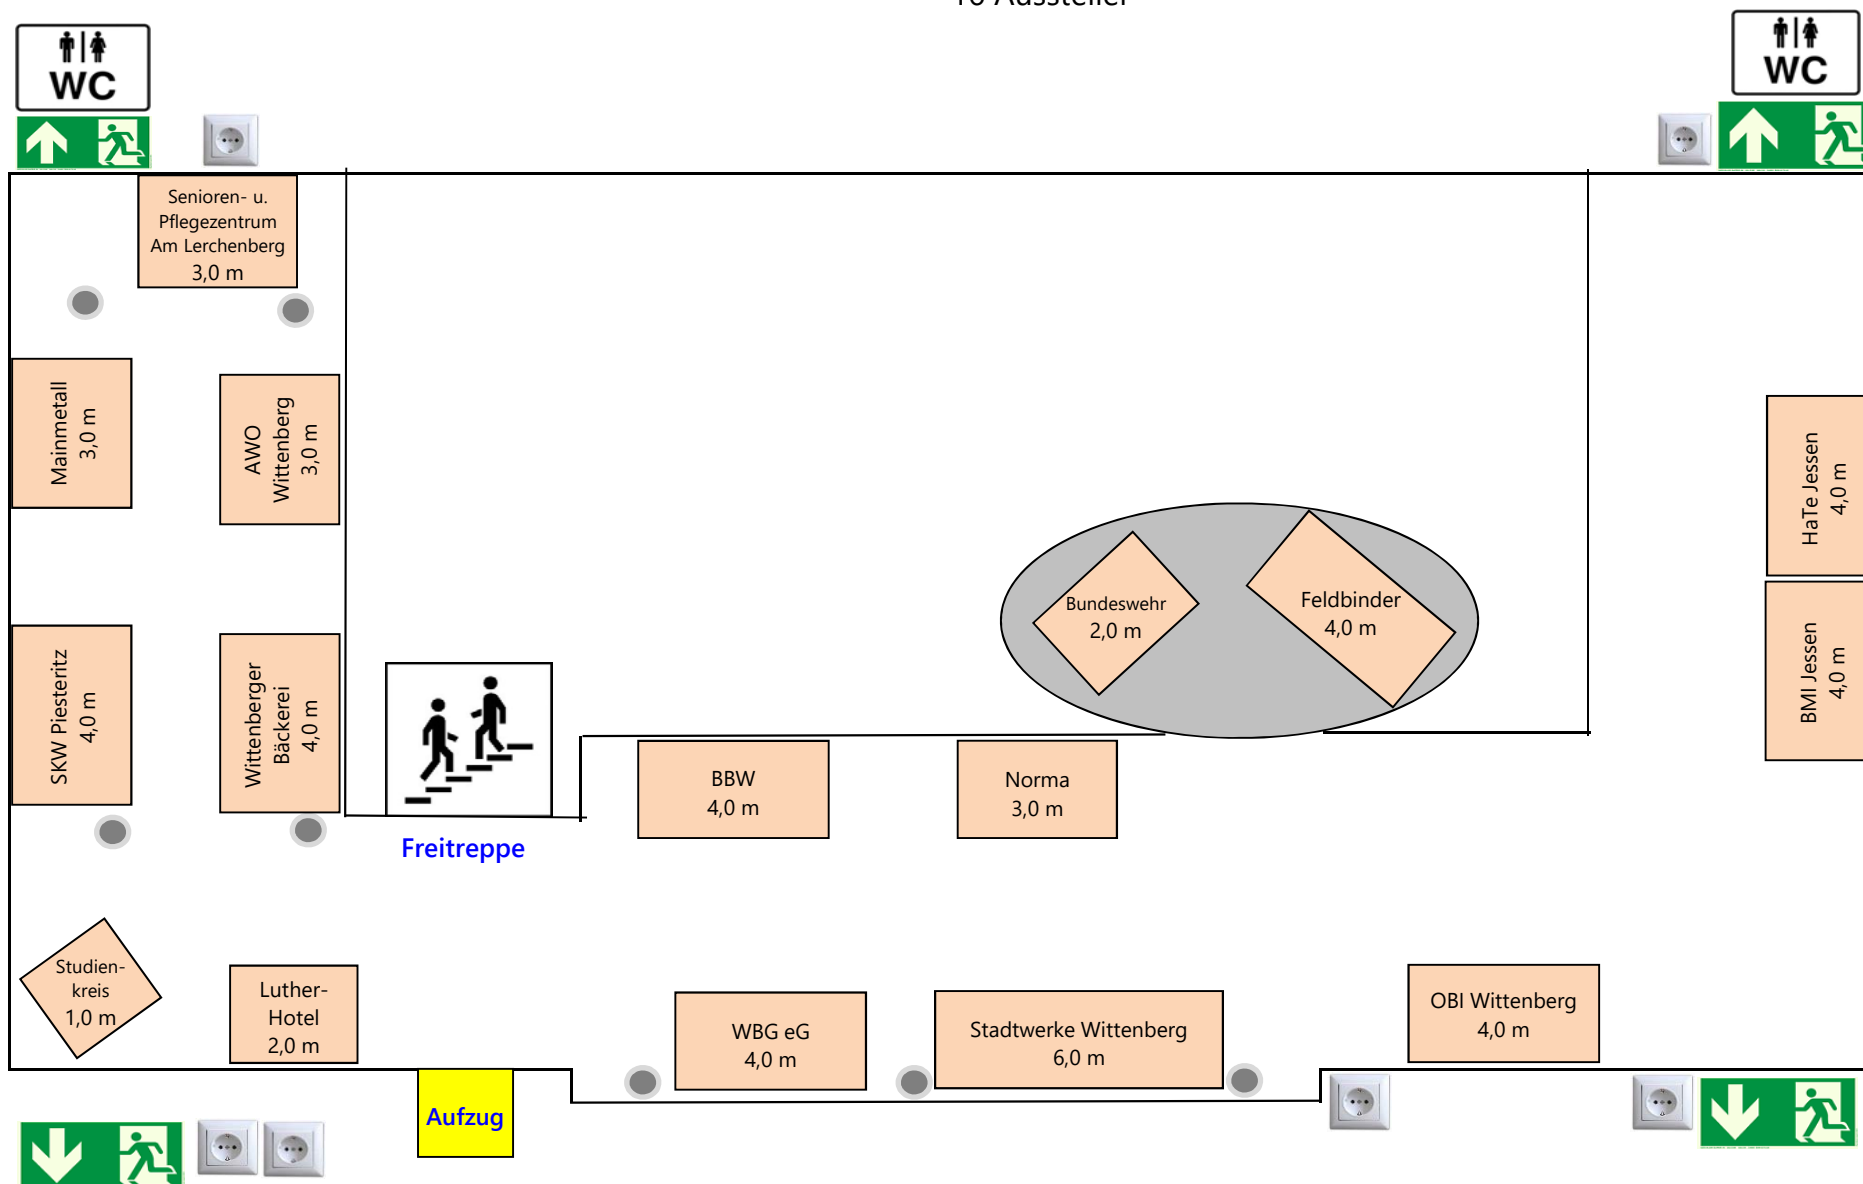 16 Aussteller
WC
WC
Senioren- u.
Pflegezentrum
Am Lerchenberg
3,0 m
Mainmetall
3,0 m
AWO
Wittenberg
3,0 m
HaTe Jessen
4,0 m
Bundeswehr
2,0 m
Feldbinder
4,0 m
SKW Piesteritz
4,0 m
Wittenberger
Bäckerei
4,0 m
BMI Jessen
4,0 m
BBW
4,0 m
Norma
3,0 m
Freitreppe
Studien-
kreis
1,0 m
Luther-
Hotel
2,0 m
WBG eG
4,0 m
Stadtwerke Wittenberg
6,0 m
OBI Wittenberg
4,0 m
Aufzug